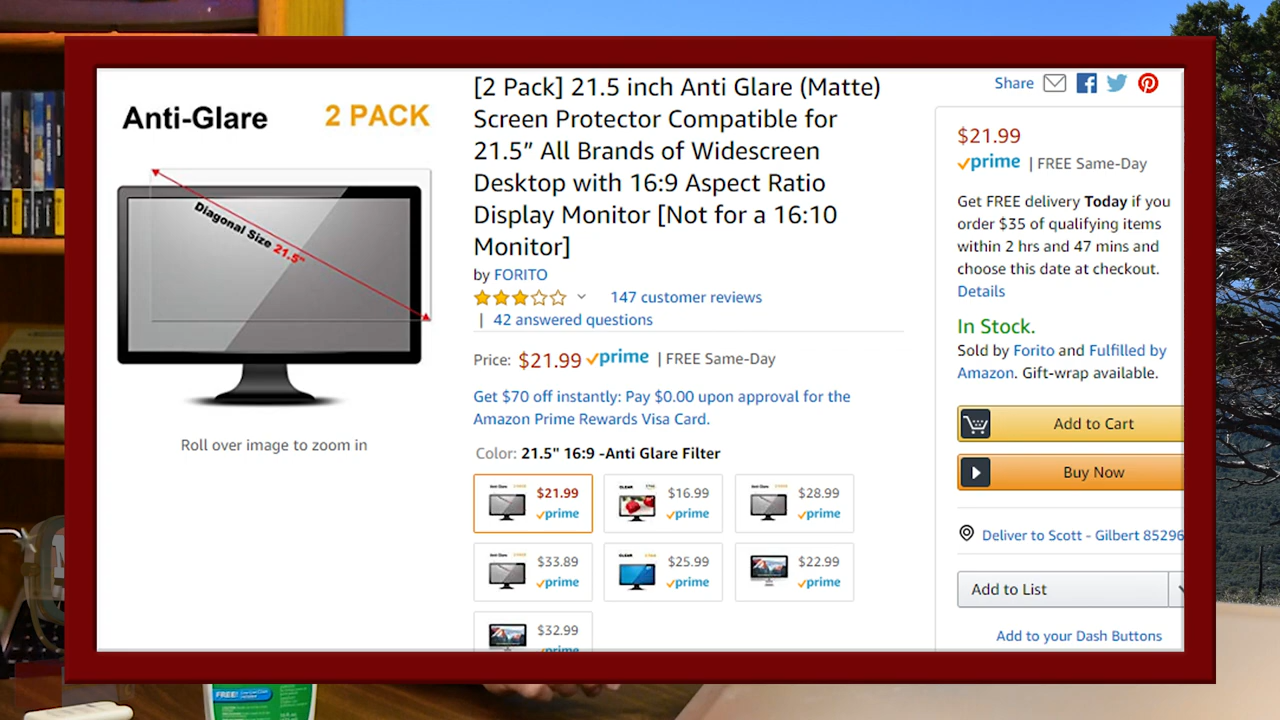 Anti-Glare
2 PACK
Diagonal Size 21.5"
Roll over image to zoom in
[2 Pack] 21.5 inch Anti Glare (Matte)
Screen Protector Compatible for
21.5” All Brands of Widescreen
Desktop with 16:9 Aspect Ratio
Display Monitor [Not for a 16:10
Monitor]
by FORITO
147 customer reviews
| 42 answered questions
Price: $21.99 prime | FREE Same-Day
Get $70 off instantly: Pay $0.00 upon approval for the
Amazon Prime Rewards Visa Card.
Color: 21.5" 16:9 -Anti Glare Filter
$21.99
prime
$16.99
prime
$28.99
prime
$33.89
prime
$25.99
prime
$22.99
prime
$32.99
prime
Share
$21.99
prime | FREE Same-Day
Get FREE delivery Today if you
order $35 of qualifying items
within 2 hrs and 47 mins and
choose this date at checkout.
Details
In Stock.
Sold by Forito and Fulfilled by
Amazon. Gift-wrap available.
Add to Cart
Buy Now
Deliver to Scott - Gilbert 85296
Add to List
Add to your Dash Buttons
FREE!